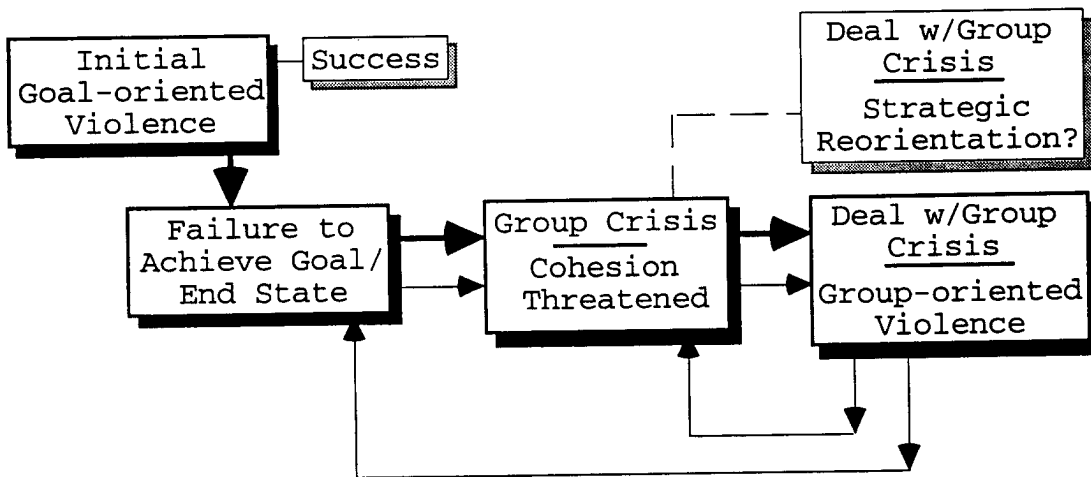 Initial
Goal-oriented
Violence
Success
Deal w/Group
Crisis
Strategic
Reorientation?
Failure to
Achieve Goal/
End State
Group Crisis
Cohesion
Threatened
Deal w/Group
Crisis
Group-oriented
Violence